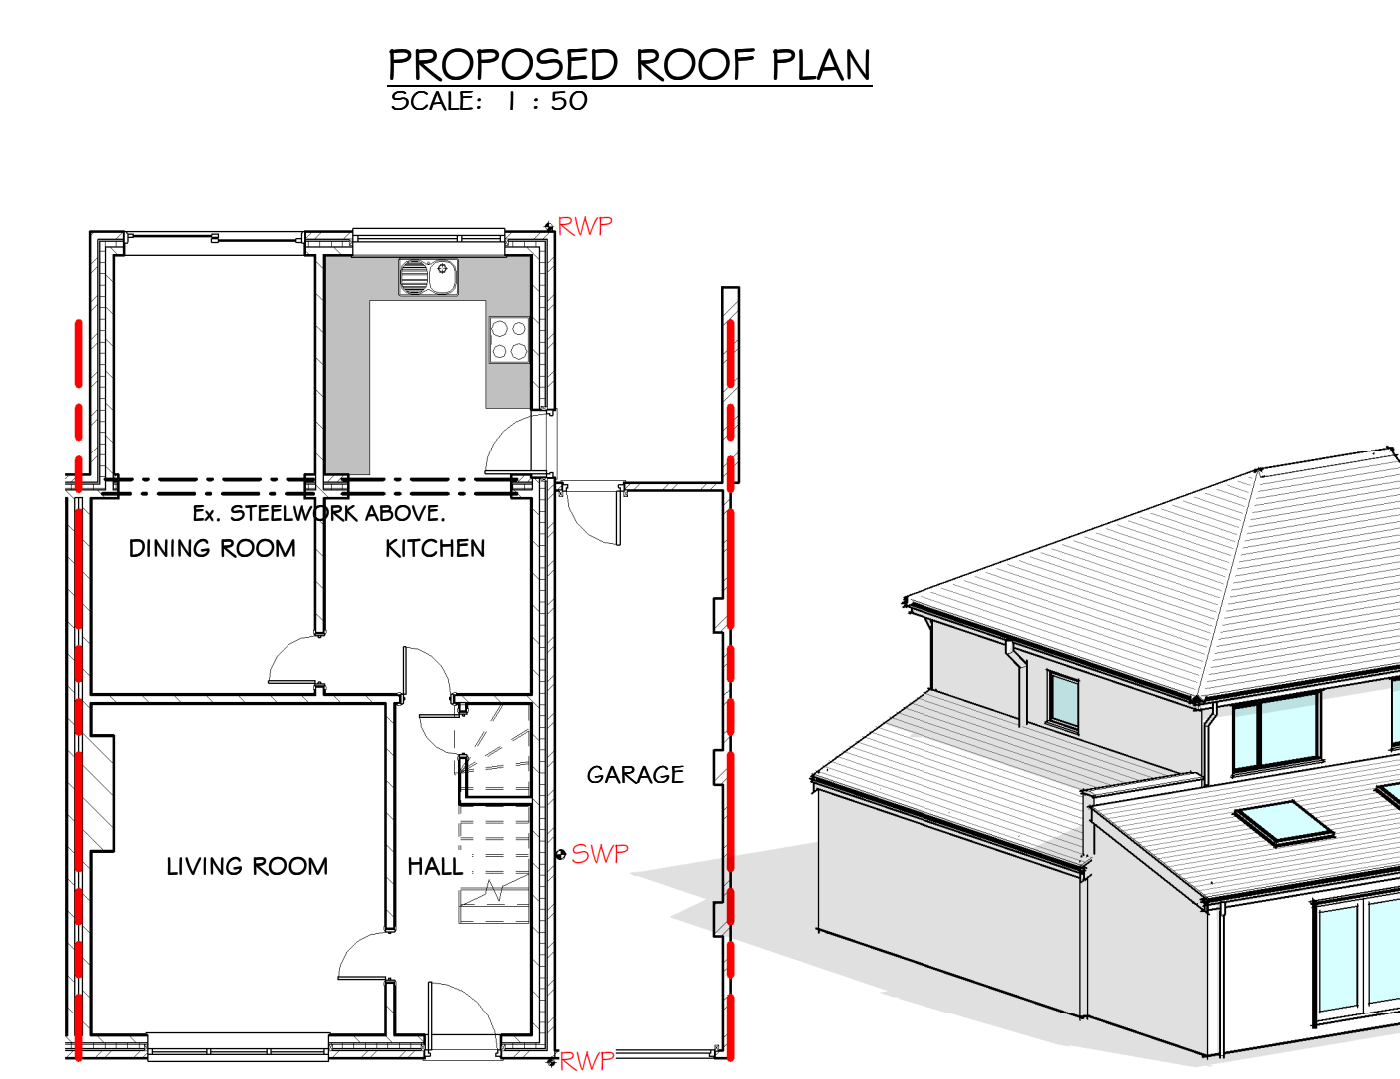 PROPOSED ROOF PLAN
SCALE: 1 : 50
RWP
Ex. STEELWORK ABOVE.
DINING ROOM
KITCHEN
GARAGE
LIVING ROOM
HALL
SWP
RWP